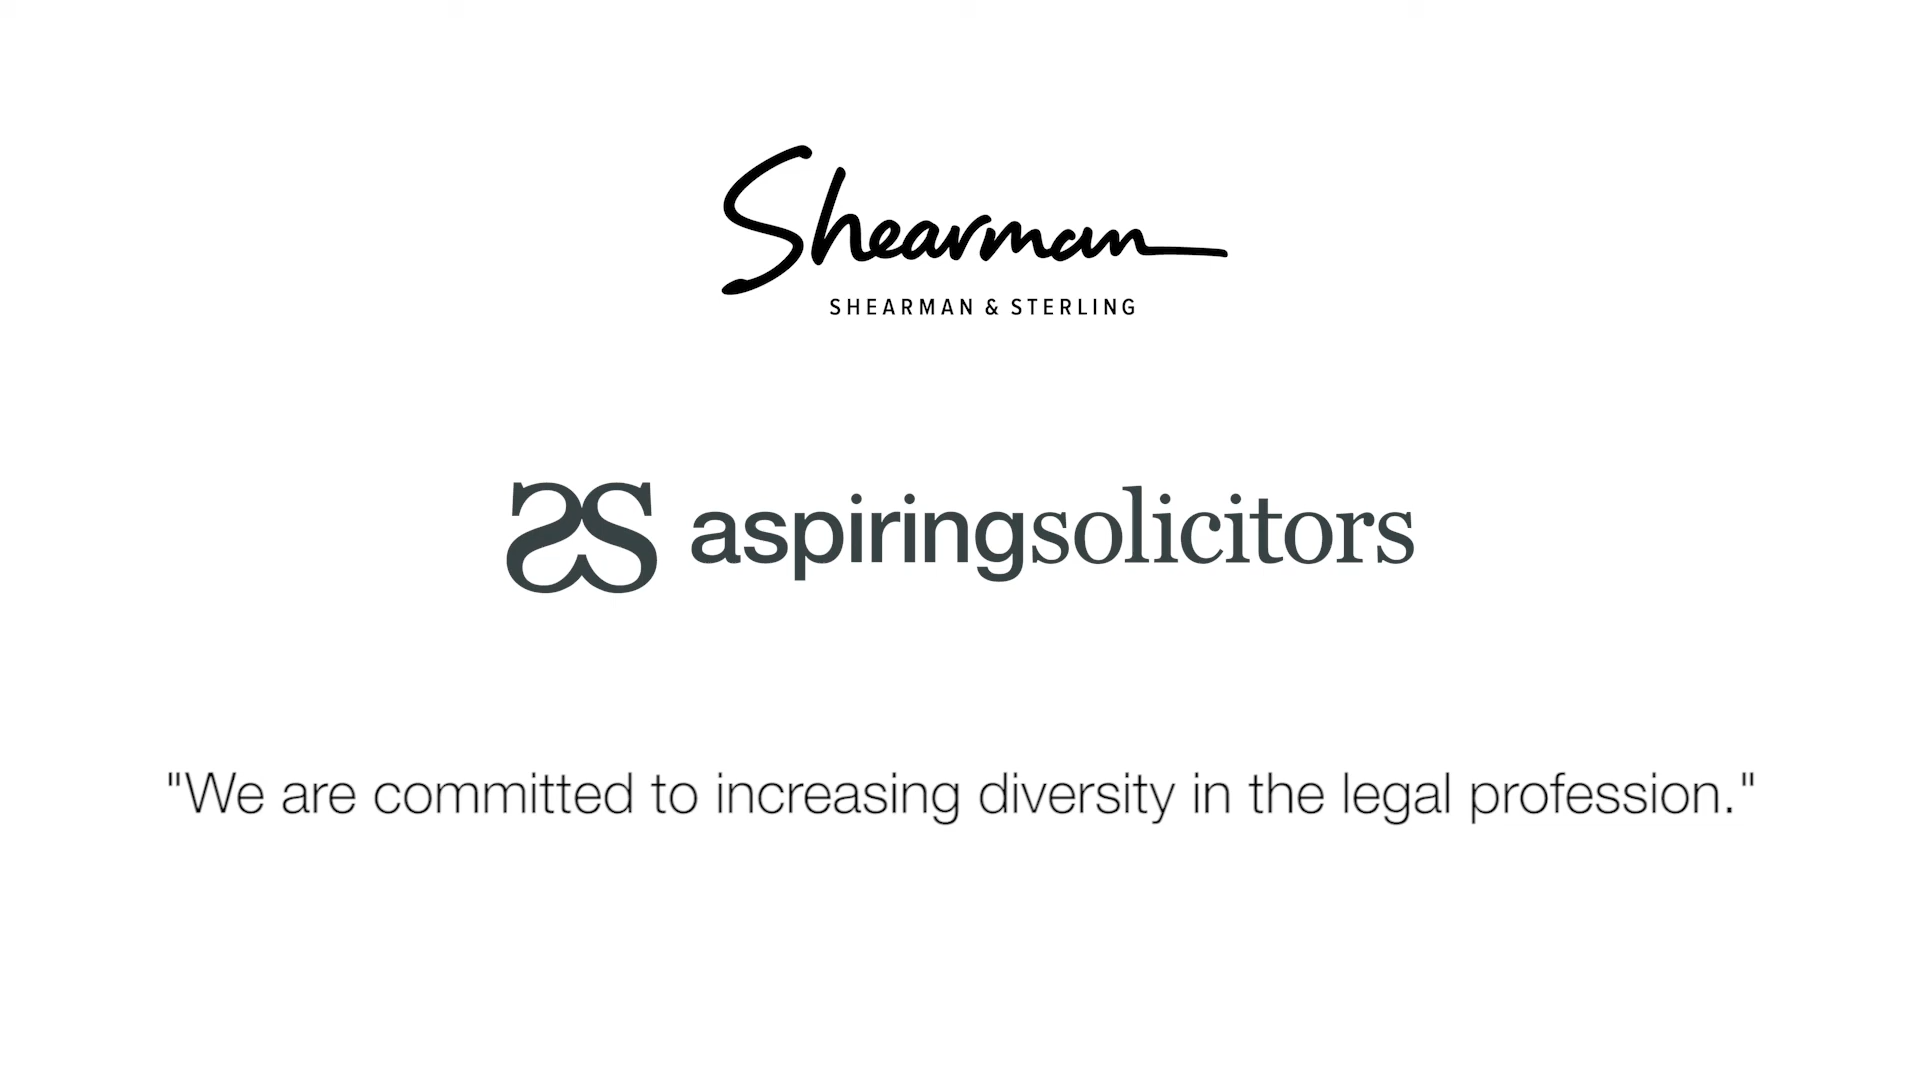 Shearman
SHEARMAN & STERLING
aspiringsolicitors
"We are committed to increasing diversity in the legal profession."